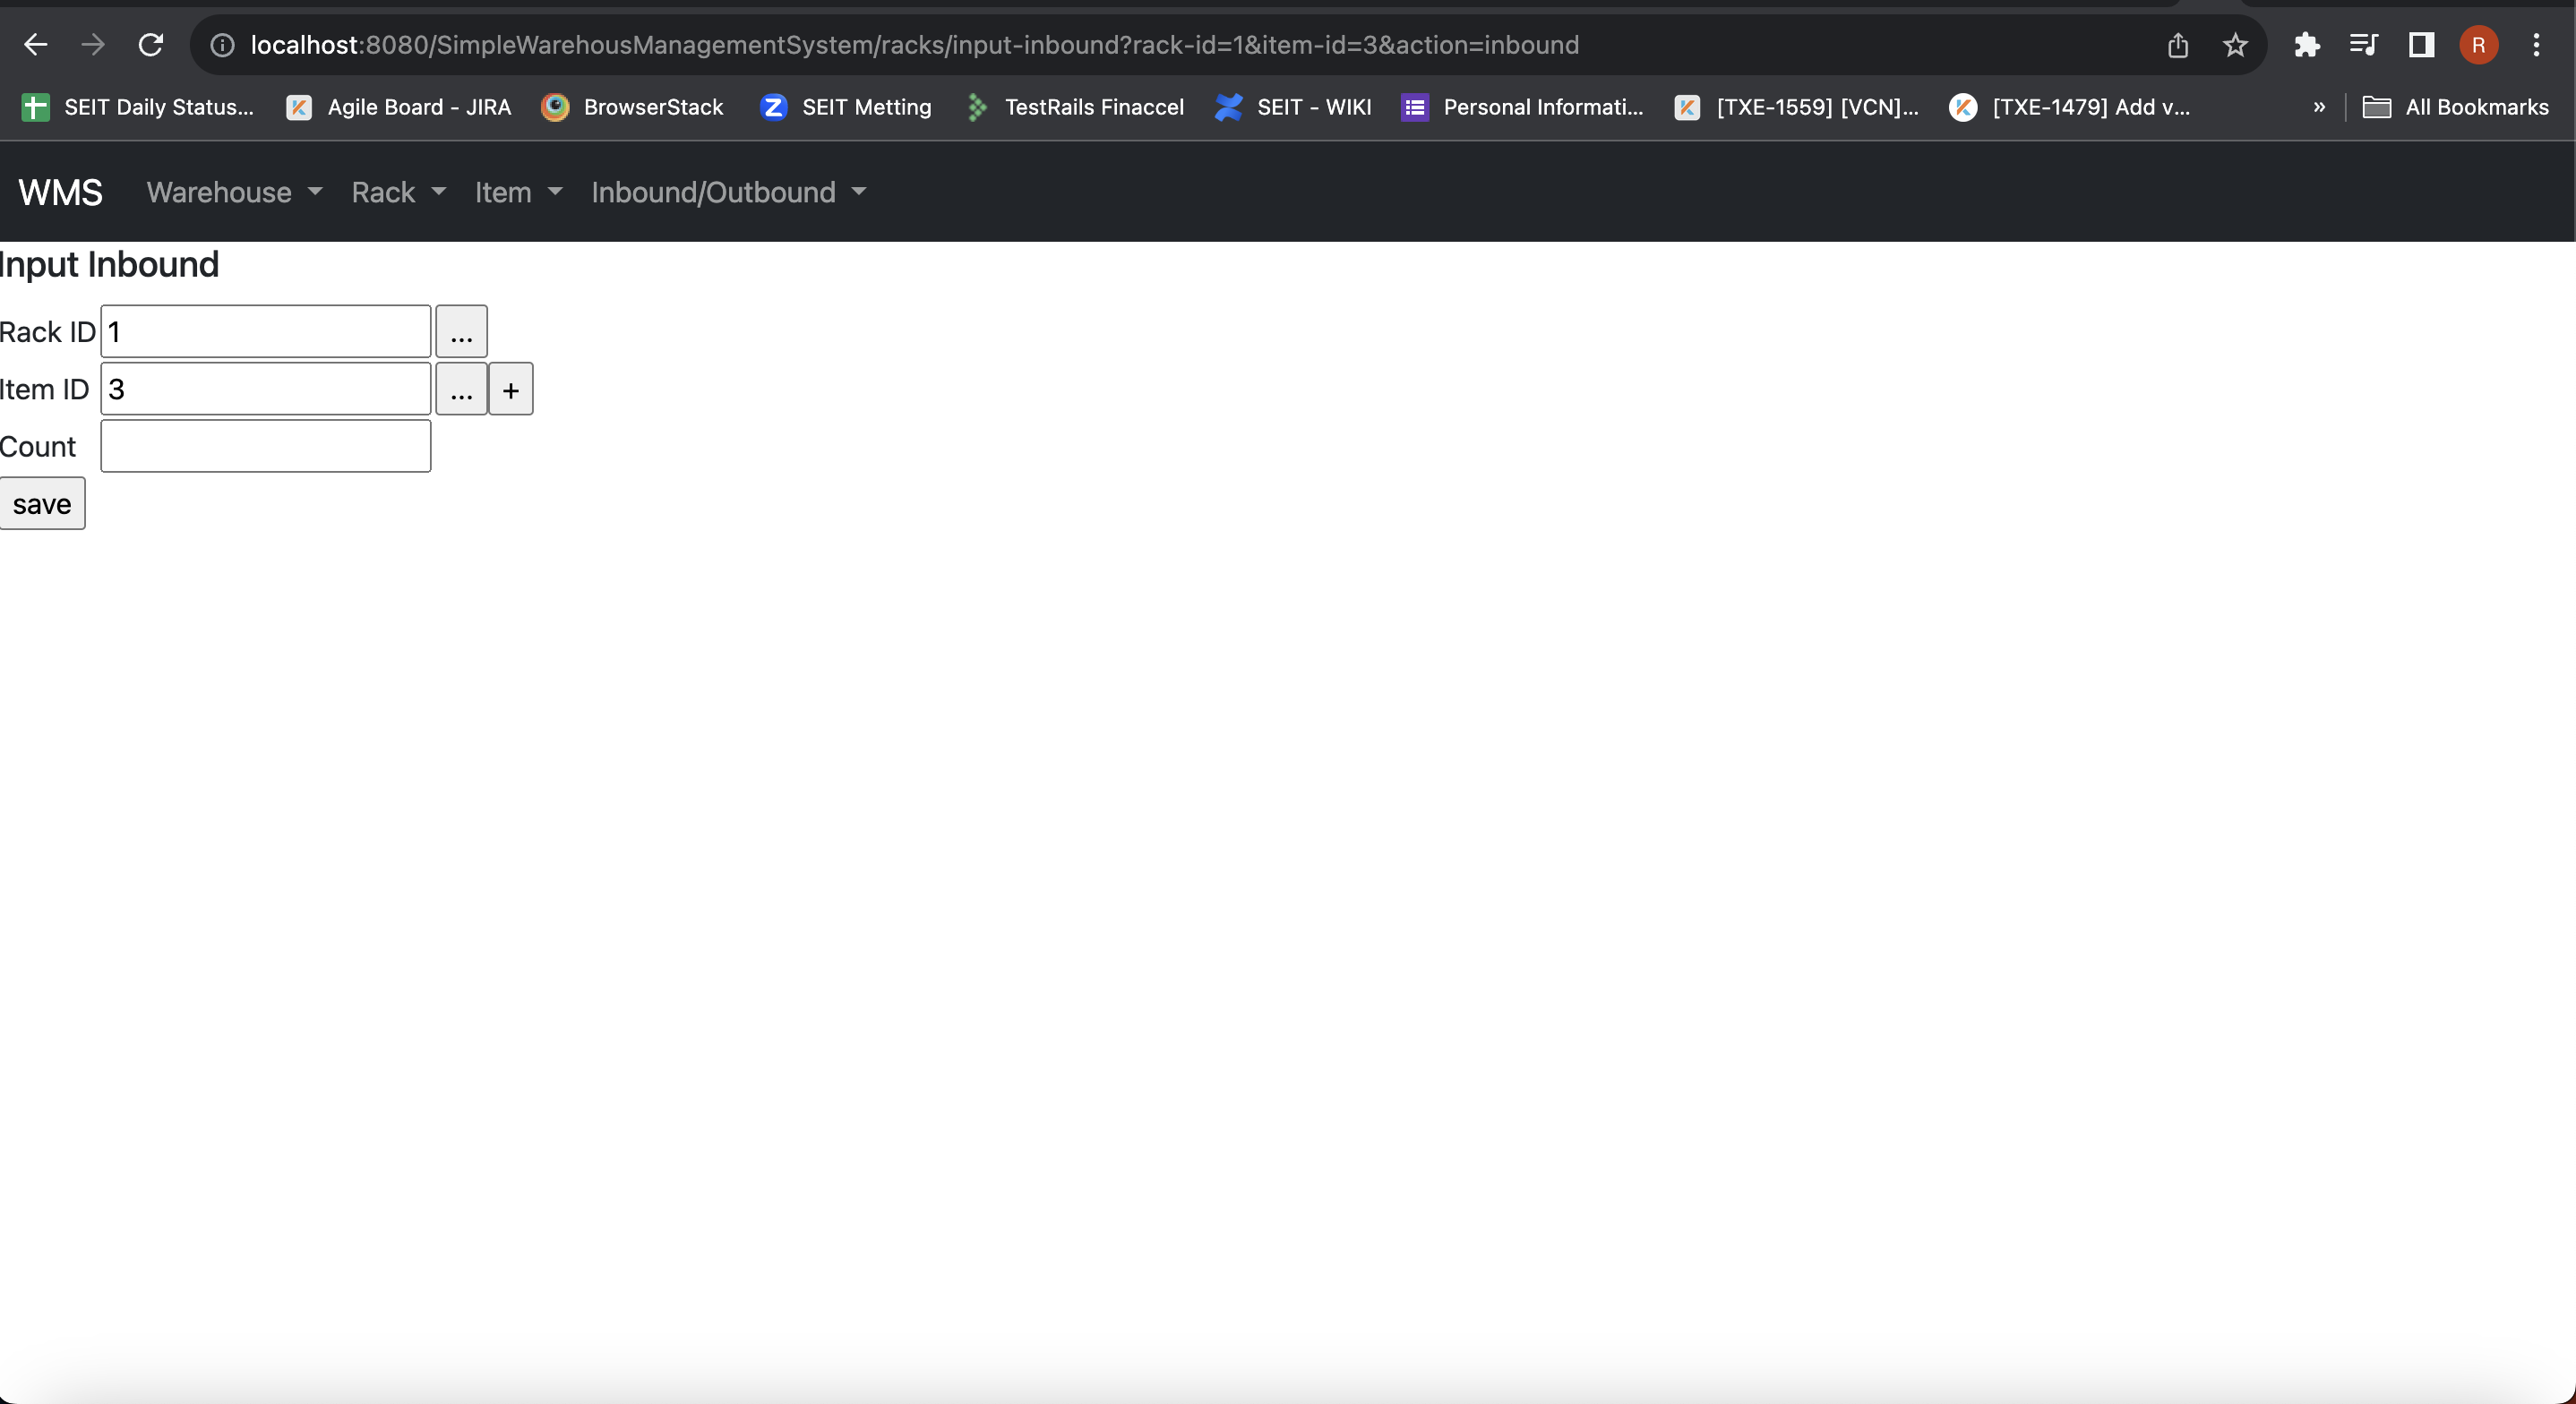 localhost:8080/SimpleWarehousManagementSystem/racks/input-inbound?rack-id=1&item-id=3&action=inbound
R
SEIT Daily Status... Agile Board - JIRA BrowserStack SEIT Metting TestRails Finaccel SEIT - WIKI Personal Informati... [TXE-1559] [VCN]... [TXE-1479] Add v... » All Bookmarks
WMS Warehouse Rack Item Inbound/Outbound
Input Inbound
Rack ID 1 ...
Item ID 3 ... +
Count
save